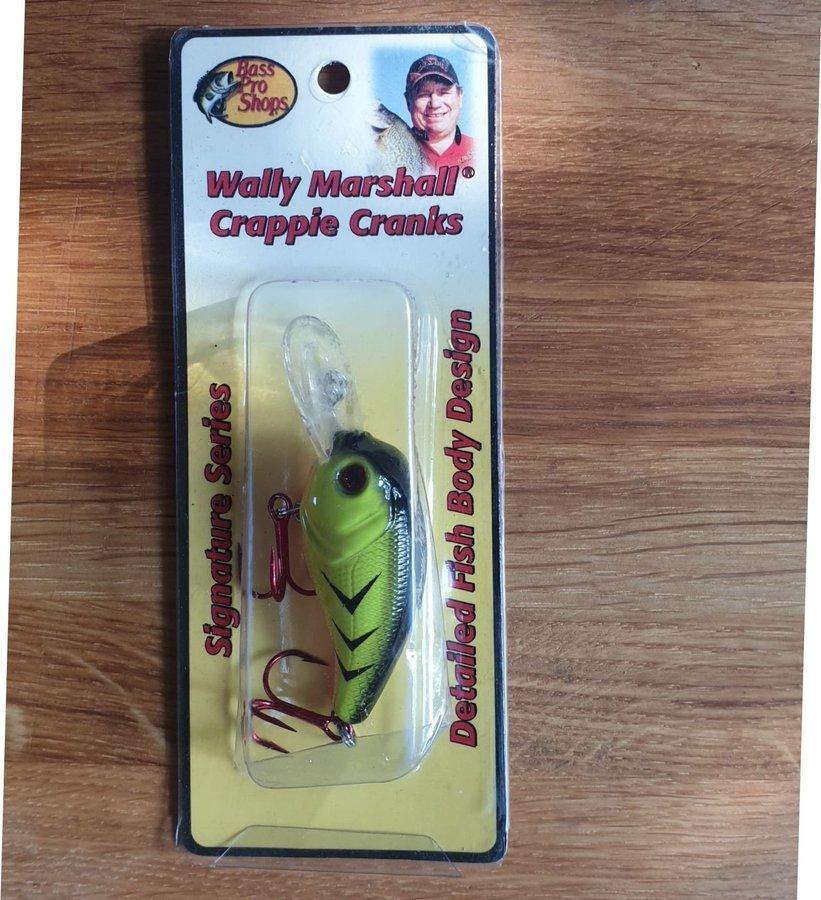 Bass
Pro
Shops
Wally Marshall®
Crappie Cranks
Signature Series
Detailed Fish Body Design